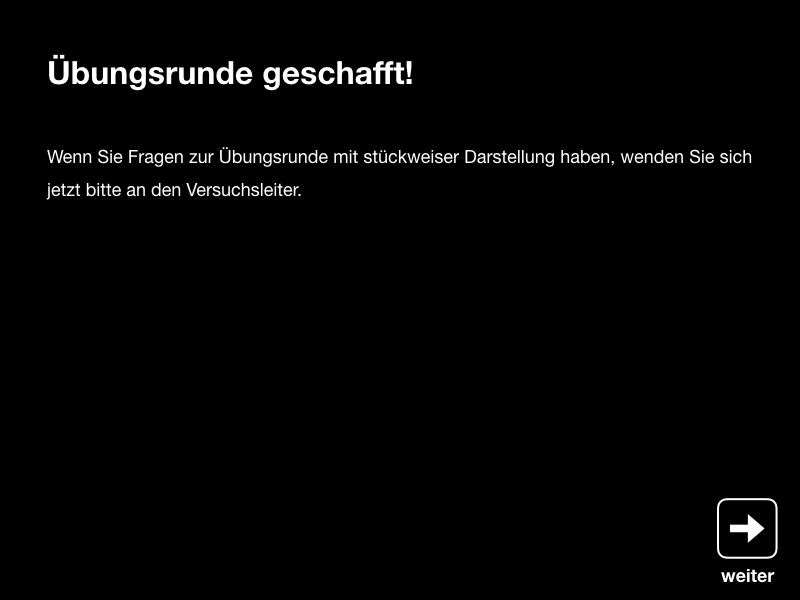 Übungsrunde geschafft!
Wenn Sie Fragen zur Übungsrunde mit stückweiser Darstellung haben, wenden Sie sich
jetzt bitte an den Versuchsleiter.
weiter